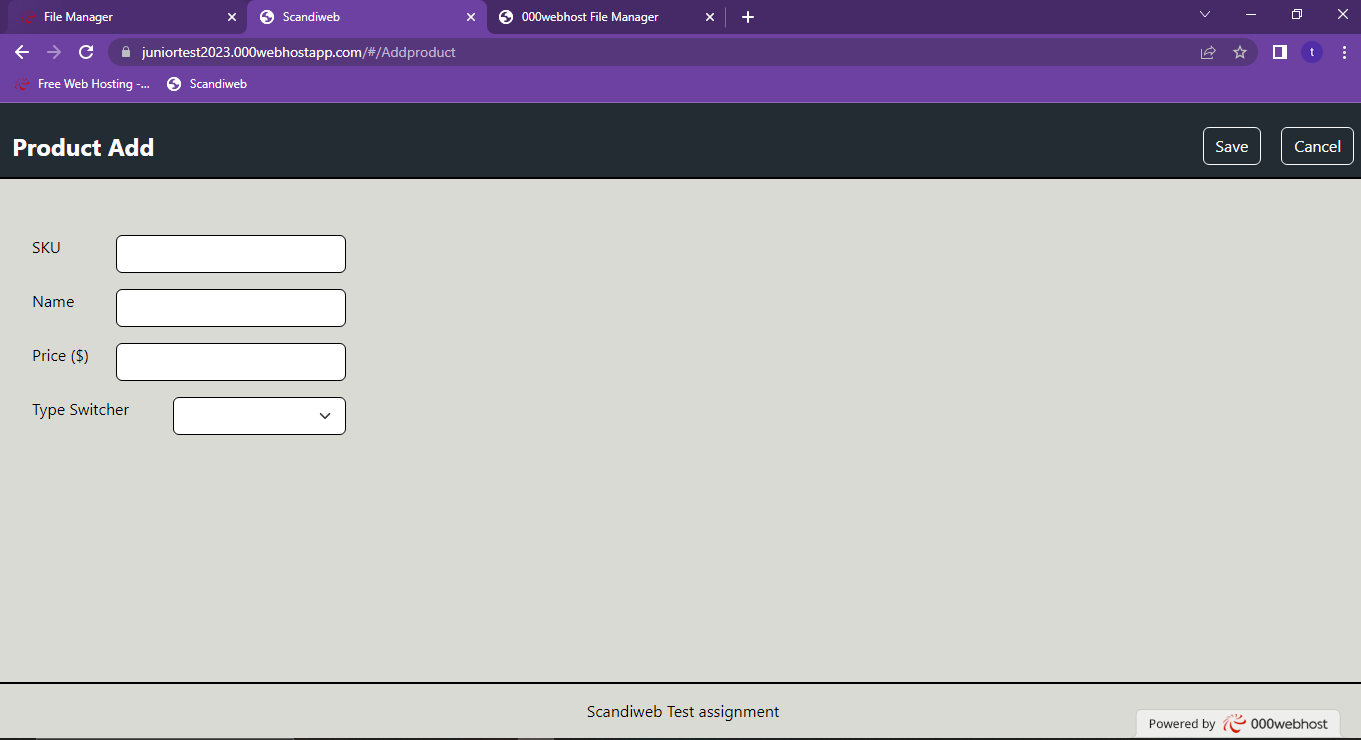 File Manager
Scandiweb
000webhost File Manager
juniortest2023.000webhostapp.com/#/Addproduct
t
Free Web Hosting -...
Scandiweb
Product Add
Save
Cancel
SKU
Name
Price ($)
Type Switcher
Scandiweb Test assignment
Powered by 000webhost